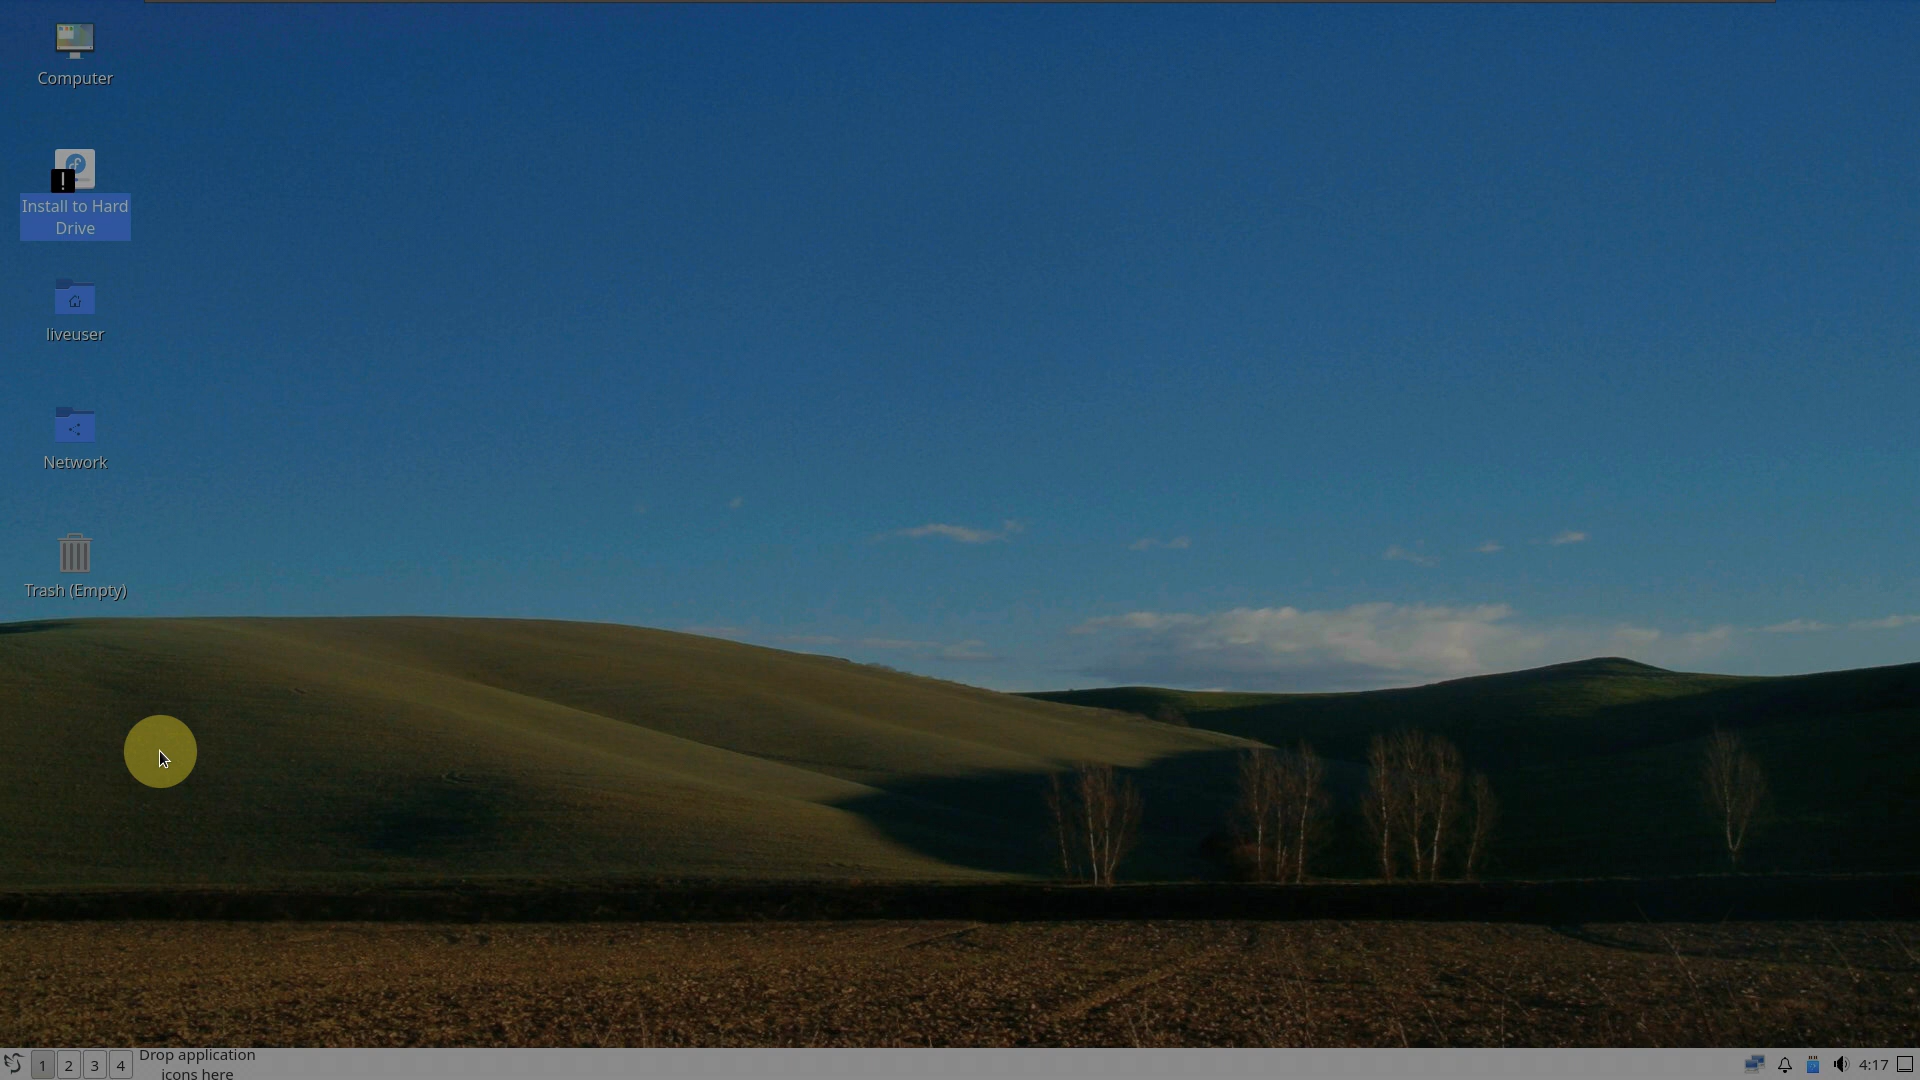 Computer
Install to Hard
Drive
liveuser
Network
Trash (Empty)
1 2 3 4
Drop application
icons here
4:17